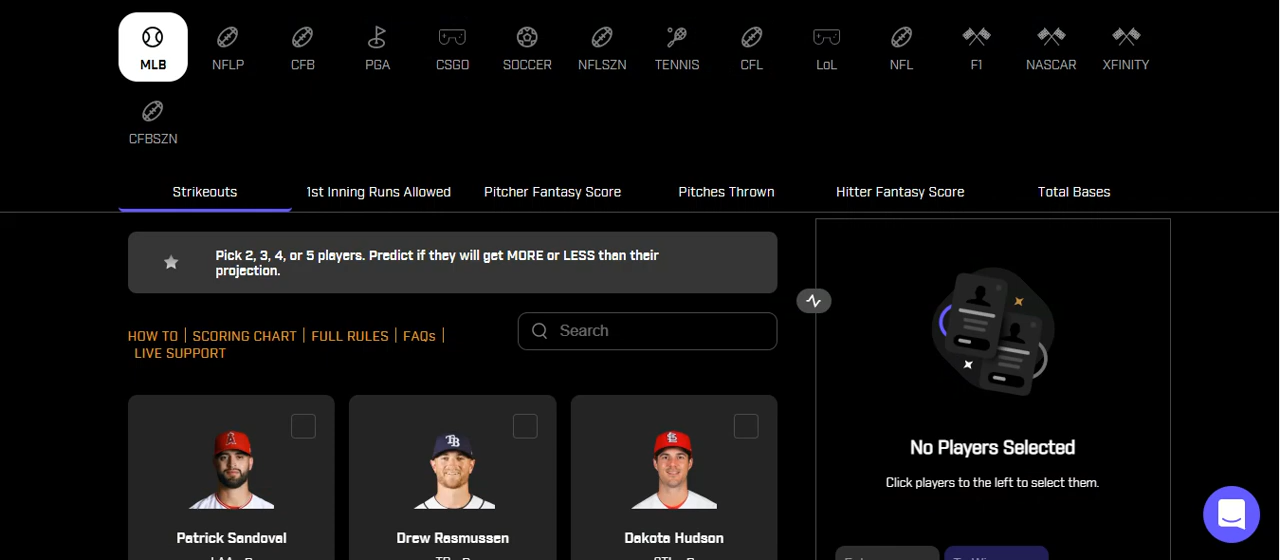 MLB NFLP CFB PGA CSGO SOCCER NFLSZN TENNIS CFL LoL NFL F1 NASCAR XFINITY
CFBSZN
Strikeouts 1st Inning Runs Allowed Pitcher Fantasy Score Pitches Thrown Hitter Fantasy Score Total Bases
Pick 2, 3, 4, or 5 players. Predict if they will get MORE or LESS than their
projection.
HOW TO | SCORING CHART | FULL RULES | FAQs |
LIVE SUPPORT
Search
Patrick Sandoval Drew Rasmussen Dakota Hudson
No Players Selected
Click players to the left to select them.